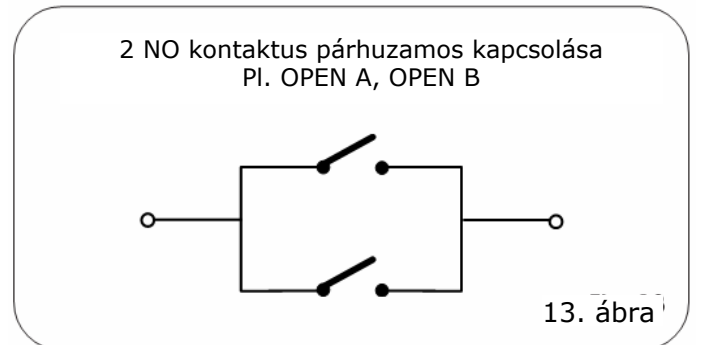 2 NO kontaktus párhuzamos kapcsolása
Pl. OPEN A, OPEN B
13. ábra